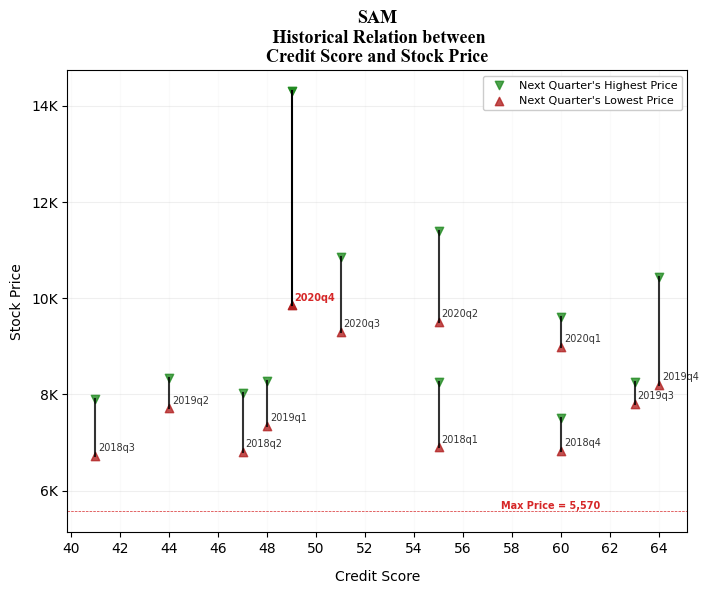 SAM
Historical Relation between
Credit Score and Stock Price
Next Quarter's Highest Price
Next Quarter's Lowest Price
14K
12K
10K
8K
6K
Stock Price
2020q4
2020q3
2020q2
2020q1
2019q4
2019q3
2019q2
2019q1
2018q3
2018q2
2018q1
2018q4
Max Price = 5,570
40 42 44 46 48 50 52 54 56 58 60 62 64
Credit Score